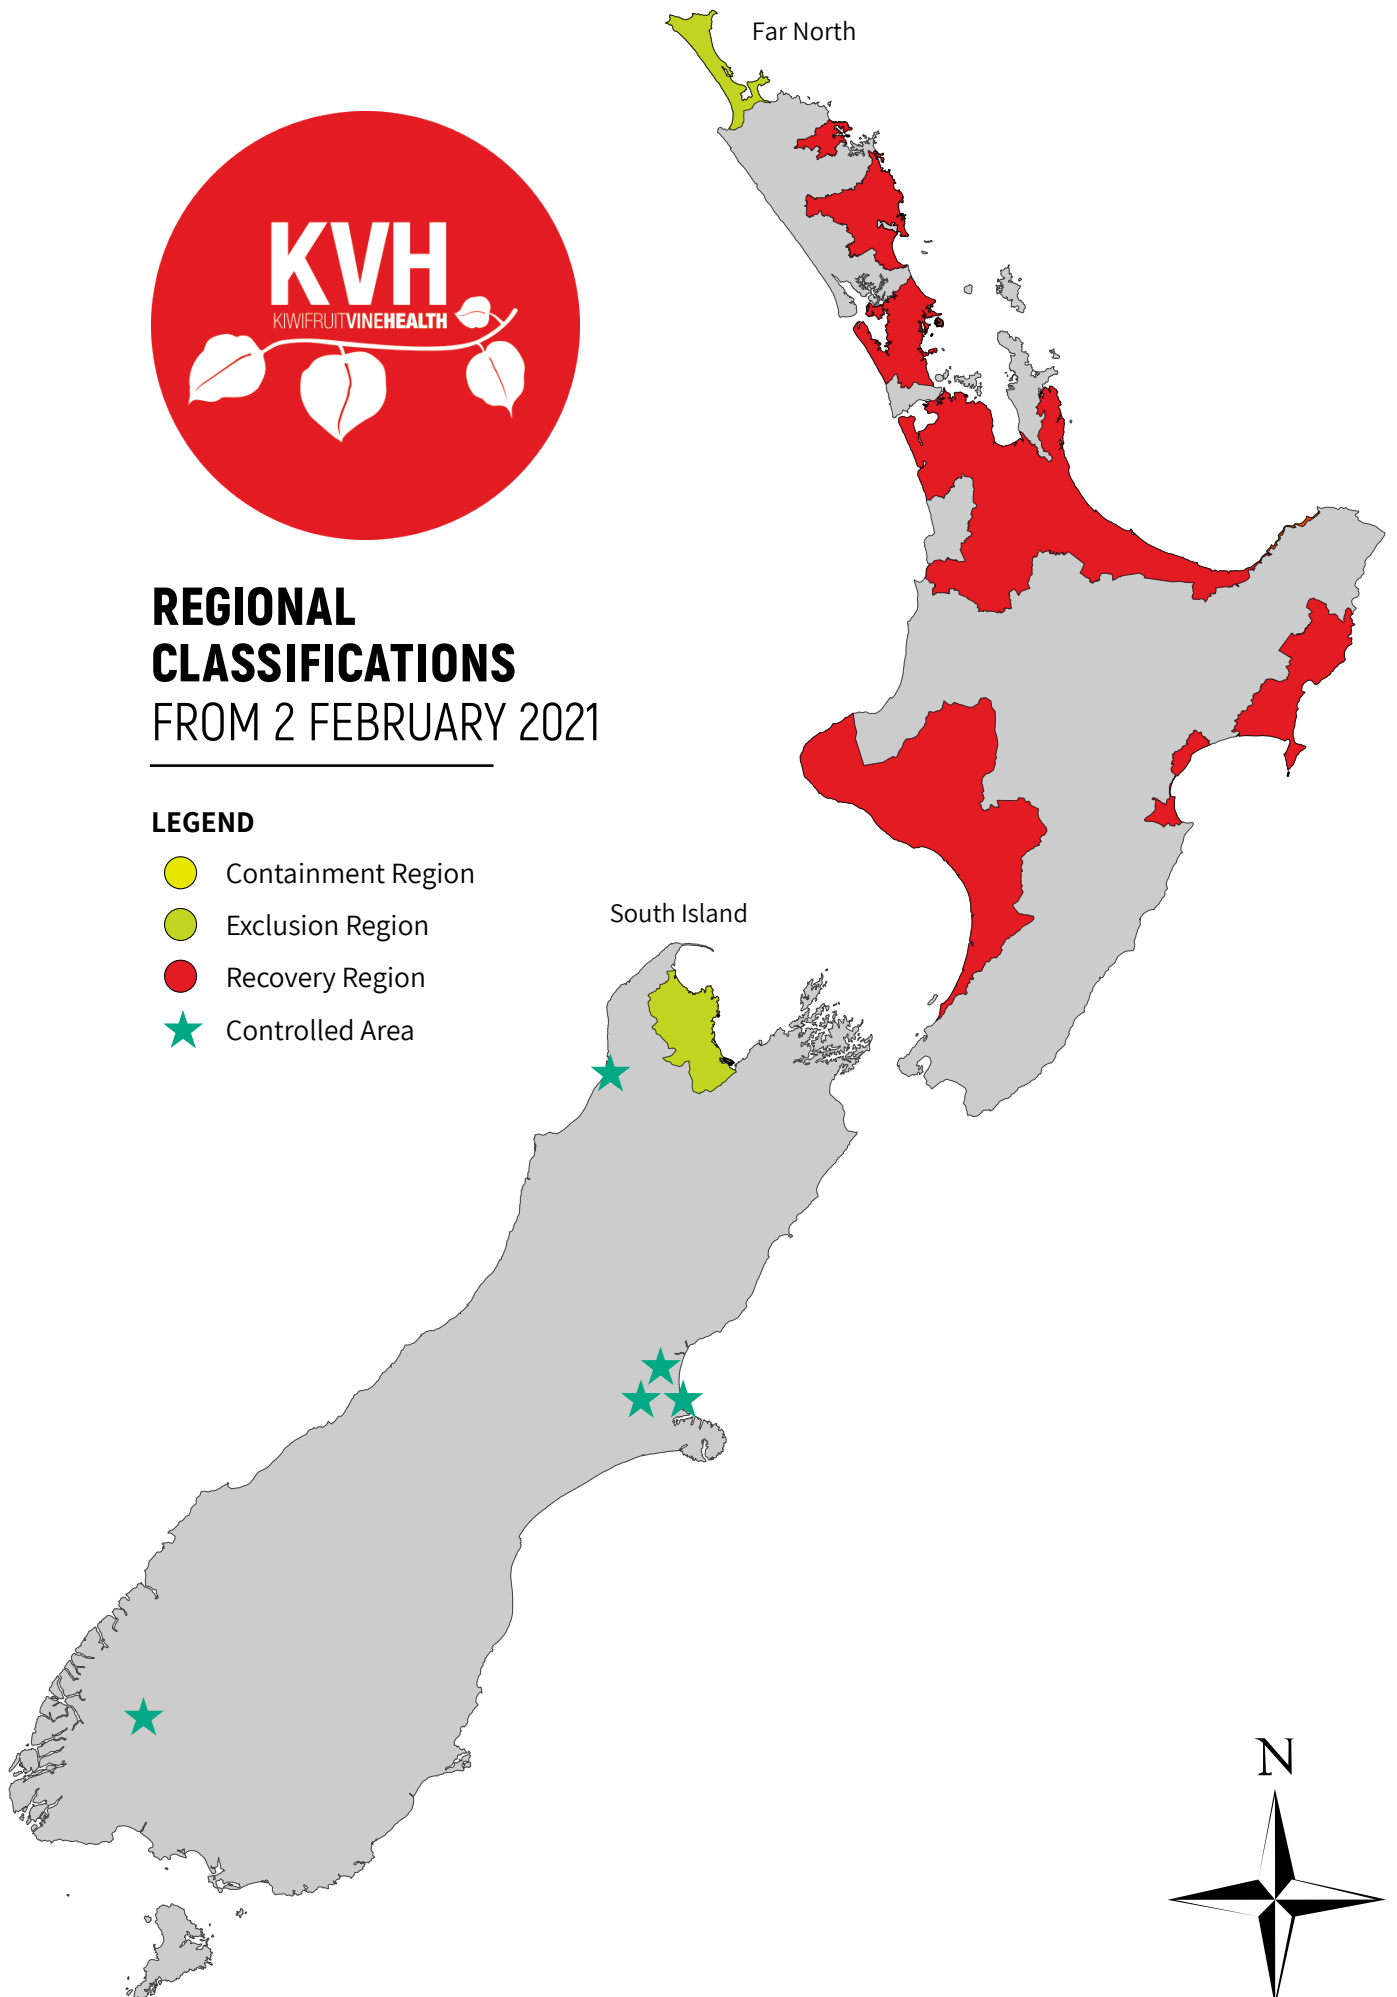 Far North
KVH
KIWIFRUITVINEHEALTH
REGIONAL
CLASSIFICATIONS
FROM 2 FEBRUARY 2021
LEGEND
Containment Region
Exclusion Region
Recovery Region
Controlled Area
South Island
N